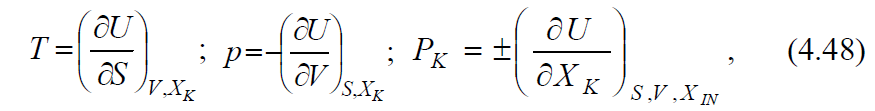 T = (∂U/∂S)_{V,X_K} ; p = -(∂U/∂V)_{S,X_K} ; P_K = ±(∂U/∂X_K)_{S,V,X_{IN}} , (4.48)